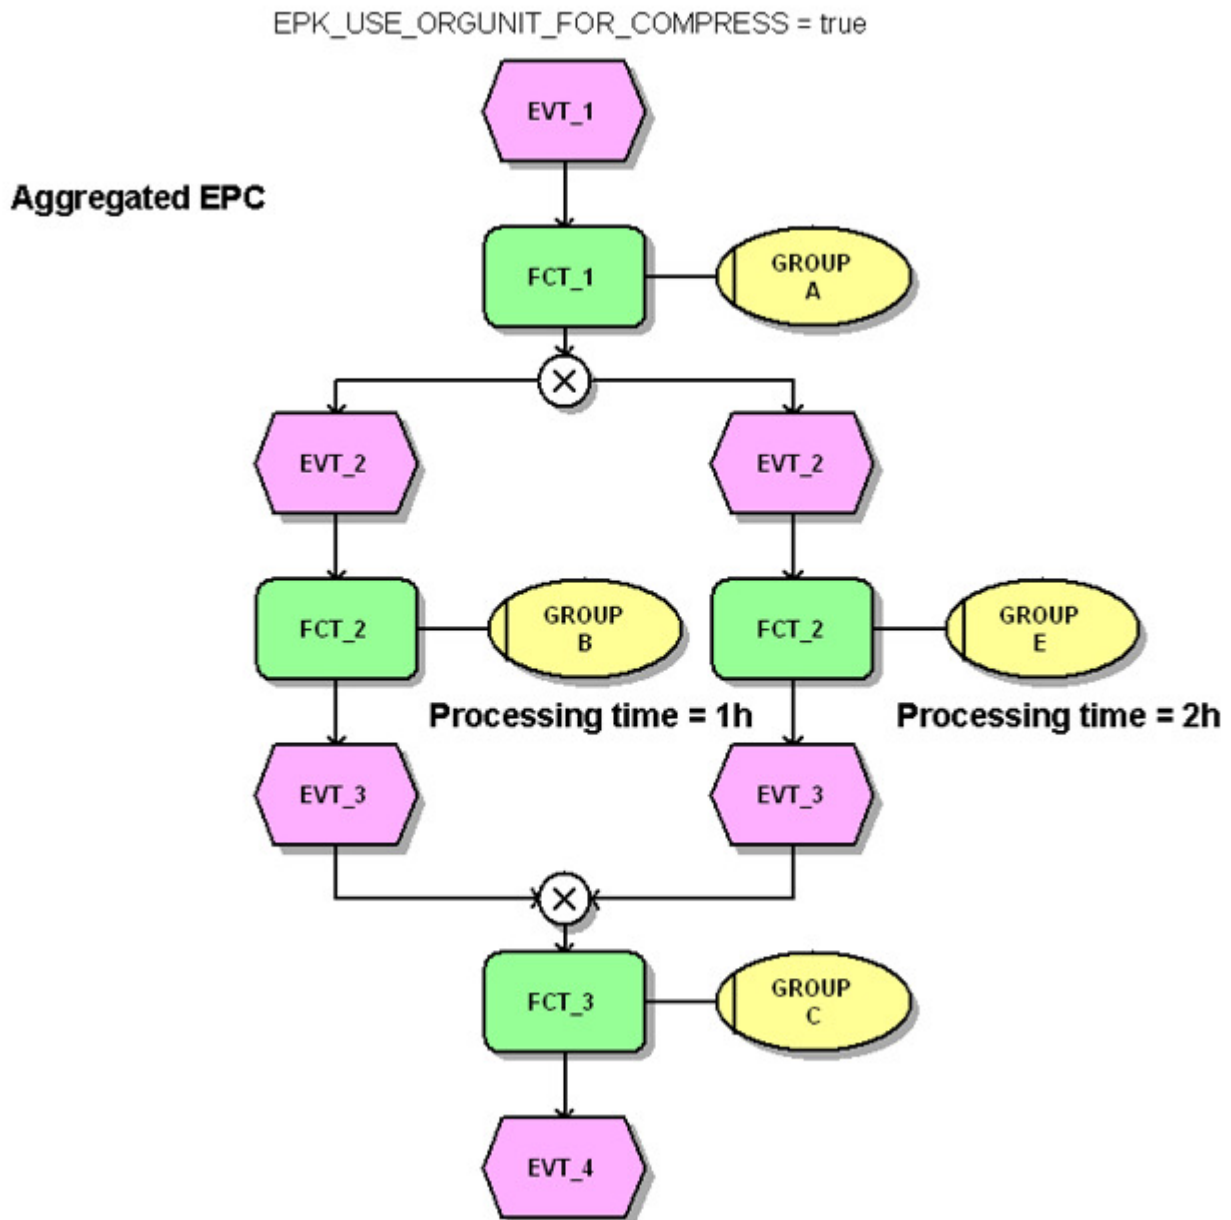 EPK_USE_ORGUNIT_FOR_COMPRESS = true
EVT_1
Aggregated EPC
FCT_1
GROUP
A
EVT_2
EVT_2
FCT_2
GROUP
B
FCT_2
GROUP
E
Processing time = 1h
Processing time = 2h
EVT_3
EVT_3
FCT_3
GROUP
C
EVT_4